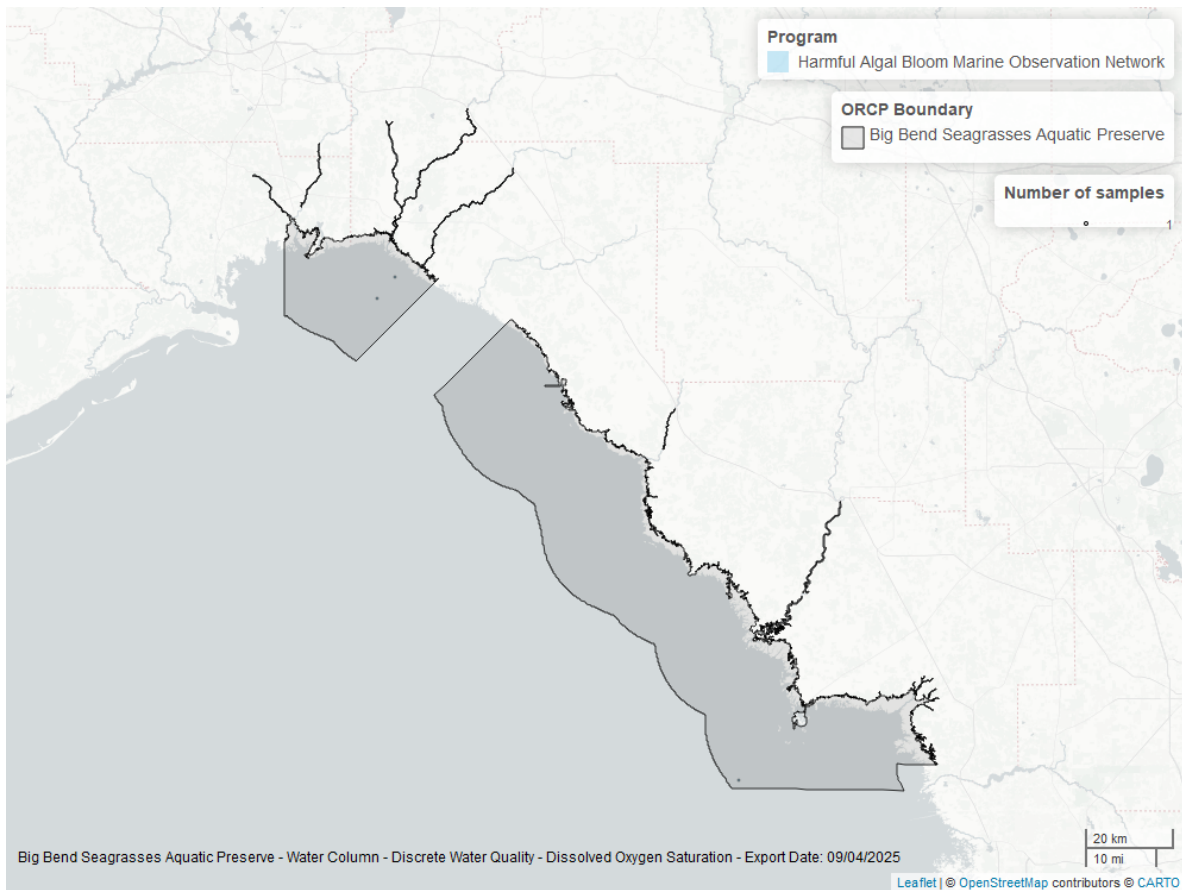 Program
Harmful Algal Bloom Marine Observation Network
ORCP Boundary
Big Bend Seagrasses Aquatic Preserve
Number of samples
1
20 km
10 mi
Big Bend Seagrasses Aquatic Preserve - Water Column - Discrete Water Quality - Dissolved Oxygen Saturation - Export Date: 09/04/2025
Leaflet | © OpenStreetMap contributors © CARTO